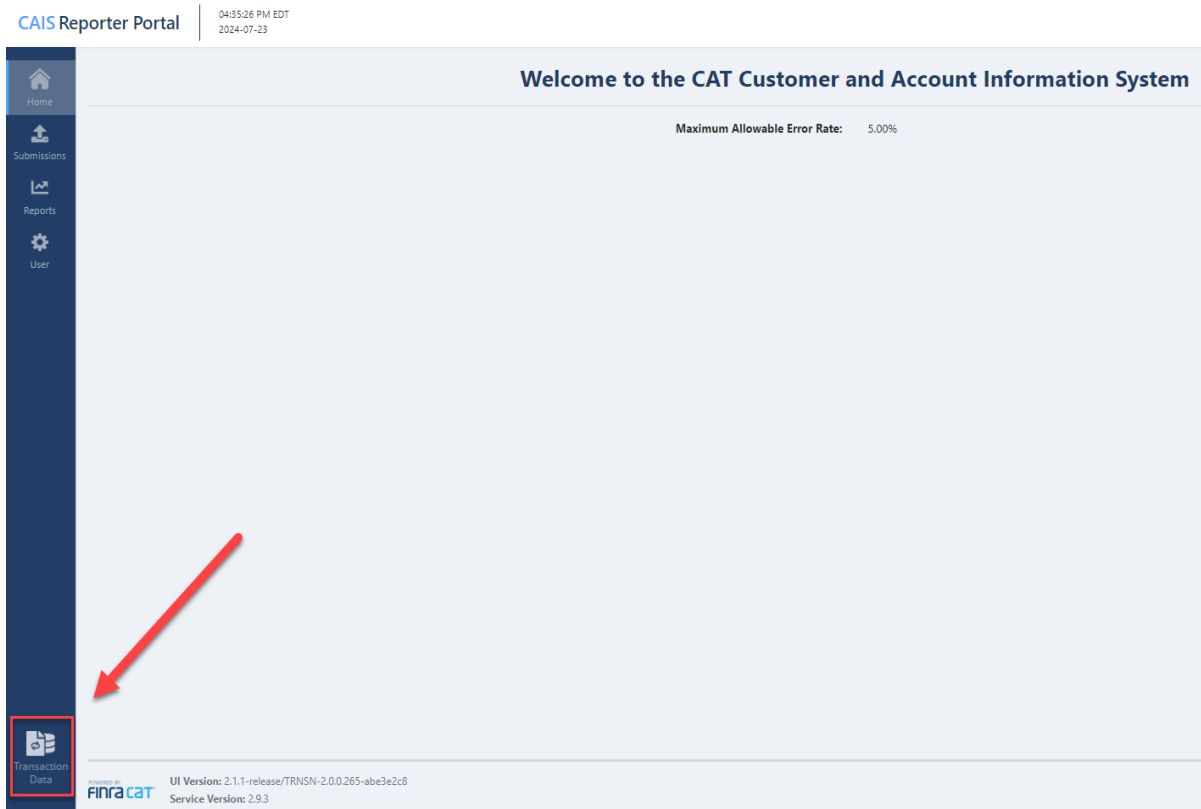 CAIS Reporter Portal
04:35:26 PM EDT
2024-07-23
Home
Submissions
Reports
User
Transaction
Data
Welcome to the CAT Customer and Account Information System
Maximum Allowable Error Rate: 5.00%
POWERED BY
FINRA CAT
UI Version: 2.1.1-release/TRNSN-2.0.0.265-abe3e2c8
Service Version: 2.9.3